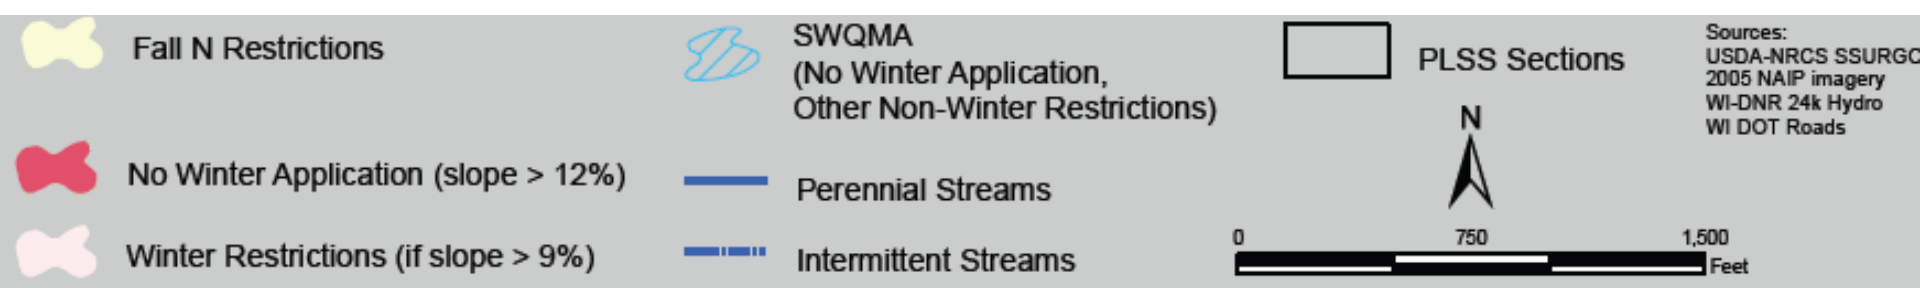 Fall N Restrictions
No Winter Application (slope > 12%)
Winter Restrictions (if slope > 9%)
SWQMA
(No Winter Application,
Other Non-Winter Restrictions)
Perennial Streams
Intermittent Streams
PLSS Sections
N
0 750 1,500
Feet
Sources:
USDA-NRCS SSURGO
2005 NAIP imagery
WI-DNR 24k Hydro
WI DOT Roads